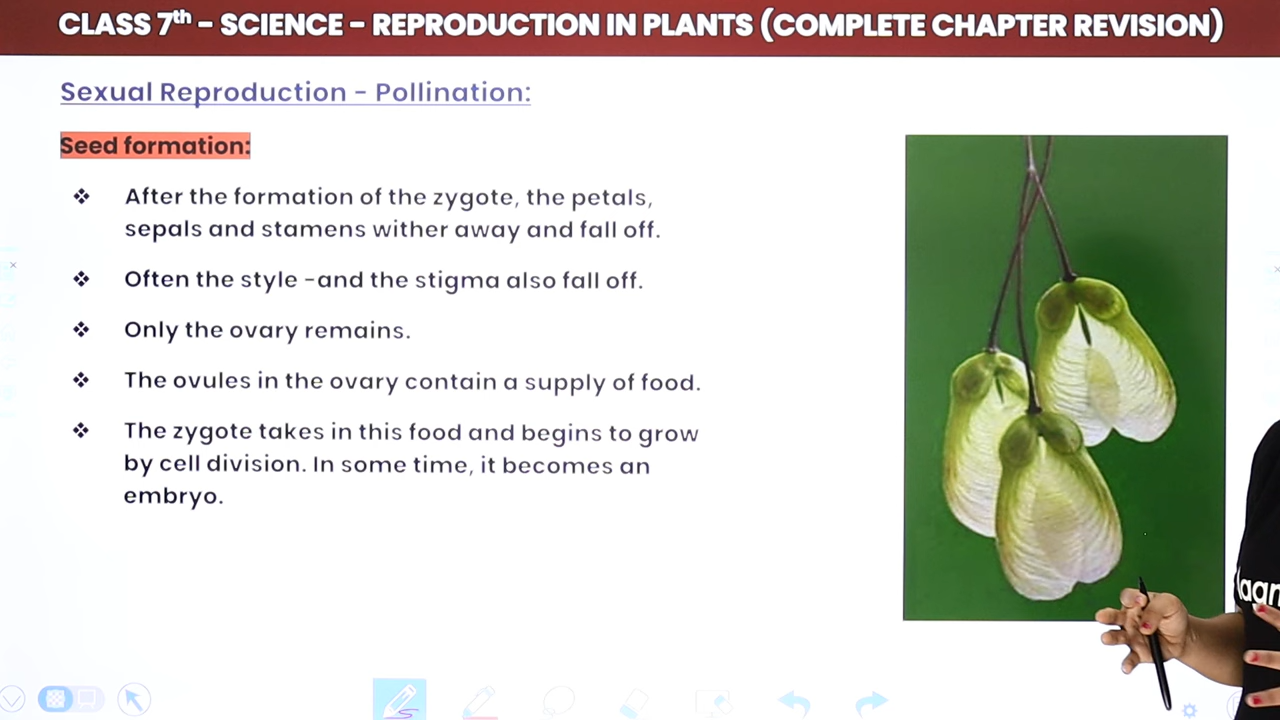 CLASS 7th – SCIENCE – REPRODUCTION IN PLANTS (COMPLETE CHAPTER REVISION)
Sexual Reproduction – Pollination:
Seed formation:
❖ After the formation of the zygote, the petals,
sepals and stamens wither away and fall off.
❖ Often the style -and the stigma also fall off.
❖ Only the ovary remains.
❖ The ovules in the ovary contain a supply of food.
❖ The zygote takes in this food and begins to grow
by cell division. In some time, it becomes an
embryo.